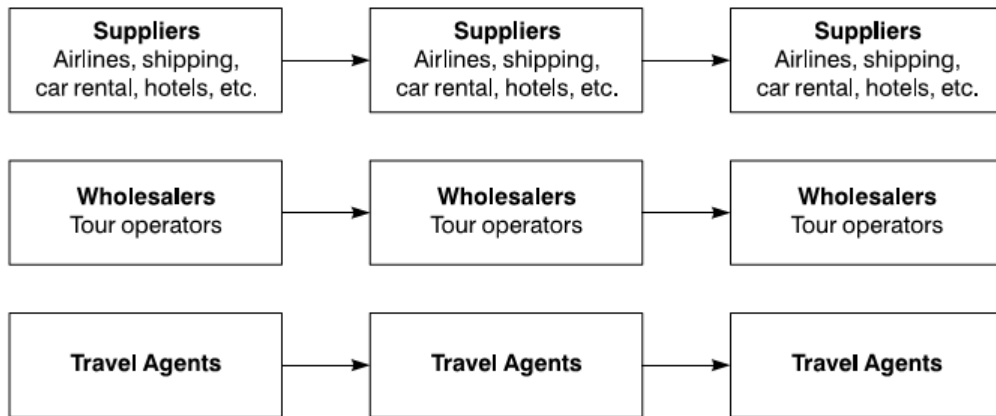 Suppliers
Airlines, shipping,
car rental, hotels, etc.
Suppliers
Airlines, shipping,
car rental, hotels, etc.
Suppliers
Airlines, shipping,
car rental, hotels, etc.
Wholesalers
Tour operators
Wholesalers
Tour operators
Wholesalers
Tour operators
Travel Agents
Travel Agents
Travel Agents